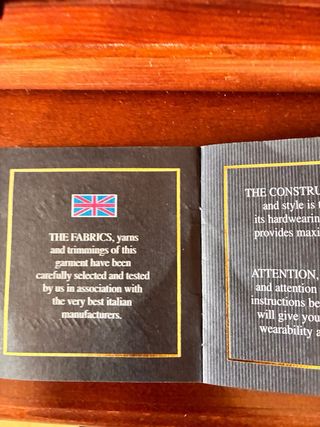 THE FABRICS, yarns
and trimmings of this
garment have been
carefully selected and tested
by us in association with
the very best italian
manufacturers.
THE CONSTRU
and style is t
its hardwearin
provides maxi
ATTENTION,
and attention
instructions be
will give your
wearability a